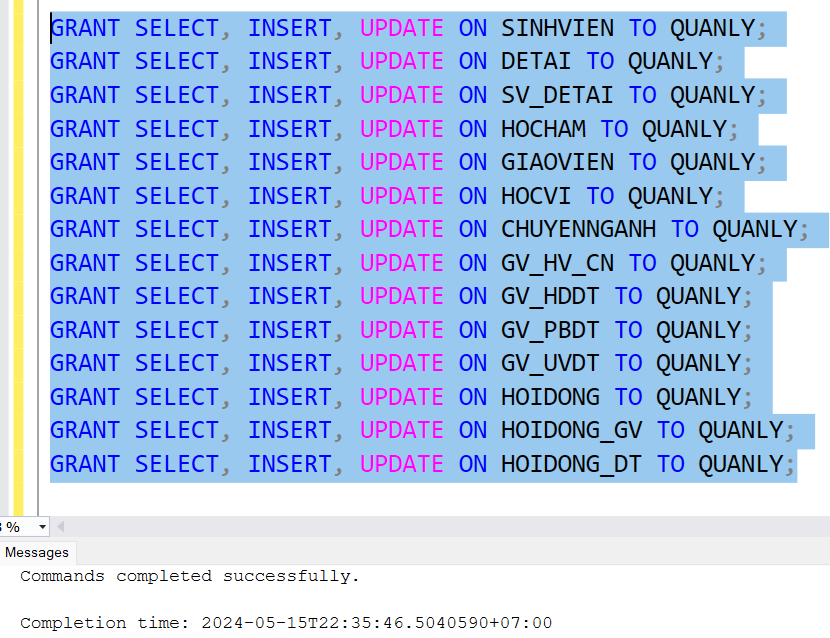 GRANT SELECT, INSERT, UPDATE ON SINHVIEN TO QUANLY;
GRANT SELECT, INSERT, UPDATE ON DETAI TO QUANLY;
GRANT SELECT, INSERT, UPDATE ON SV_DETAI TO QUANLY;
GRANT SELECT, INSERT, UPDATE ON HOCHAM TO QUANLY;
GRANT SELECT, INSERT, UPDATE ON GIAOVIEN TO QUANLY;
GRANT SELECT, INSERT, UPDATE ON HOCVI TO QUANLY;
GRANT SELECT, INSERT, UPDATE ON CHUYENNGANH TO QUANLY;
GRANT SELECT, INSERT, UPDATE ON GV_HV_CN TO QUANLY;
GRANT SELECT, INSERT, UPDATE ON GV_HDDT TO QUANLY;
GRANT SELECT, INSERT, UPDATE ON GV_PBDT TO QUANLY;
GRANT SELECT, INSERT, UPDATE ON GV_UVDT TO QUANLY;
GRANT SELECT, INSERT, UPDATE ON HOIDONG TO QUANLY;
GRANT SELECT, INSERT, UPDATE ON HOIDONG_GV TO QUANLY;
GRANT SELECT, INSERT, UPDATE ON HOIDONG_DT TO QUANLY;
%
Messages
Commands completed successfully.
Completion time: 2024-05-15T22:35:46.5040590+07:00